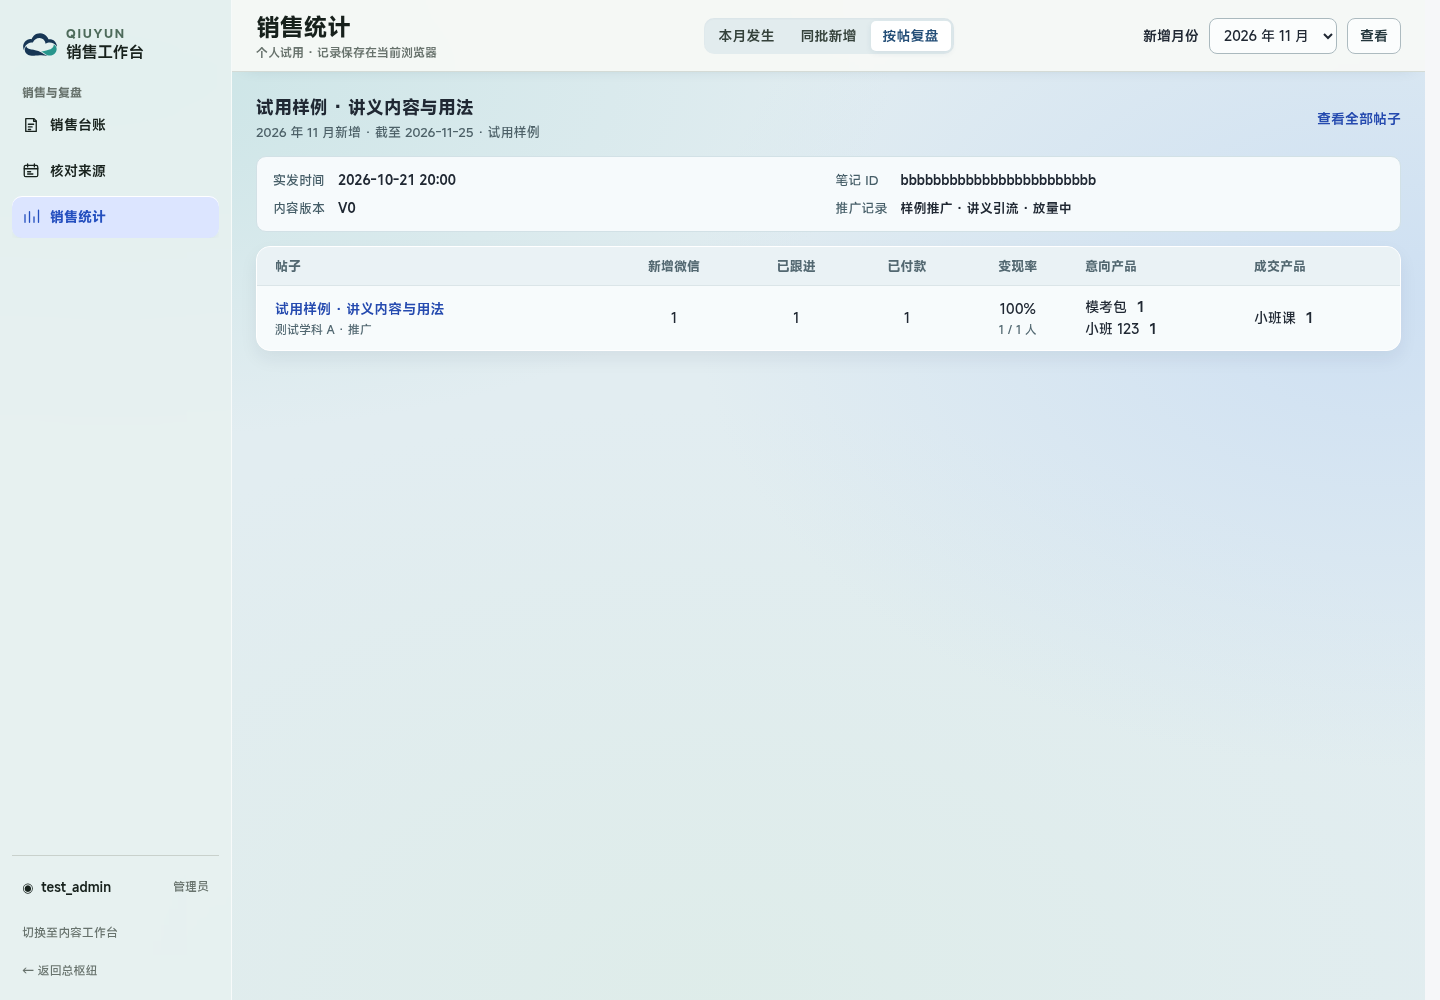 QIUYUN
销售工作台
销售与复盘
销售台账
核对来源
销售统计
test_admin 管理员
切换至内容工作台
← 返回总枢纽
销售统计
个人试用 · 记录保存在当前浏览器
本月发生 同批新增 按帖复盘
新增月份 2026 年 11 月 查看
试用样例 · 讲义内容与用法
2026 年 11 月新增 · 截至 2026-11-25 · 试用样例
查看全部帖子
实发时间 2026-10-21 20:00 笔记 ID bbbbbbbbbbbbbbbbbbbbbbbb
内容版本 V0 推广记录 样例推广 · 讲义引流 · 放量中
帖子 新增微信 已跟进 已付款 变现率 意向产品 成交产品
试用样例 · 讲义内容与用法 1 1 1 100% 模考包 1 小班课 1
测试学科 A · 推广 1 / 1 人 小班 123 1